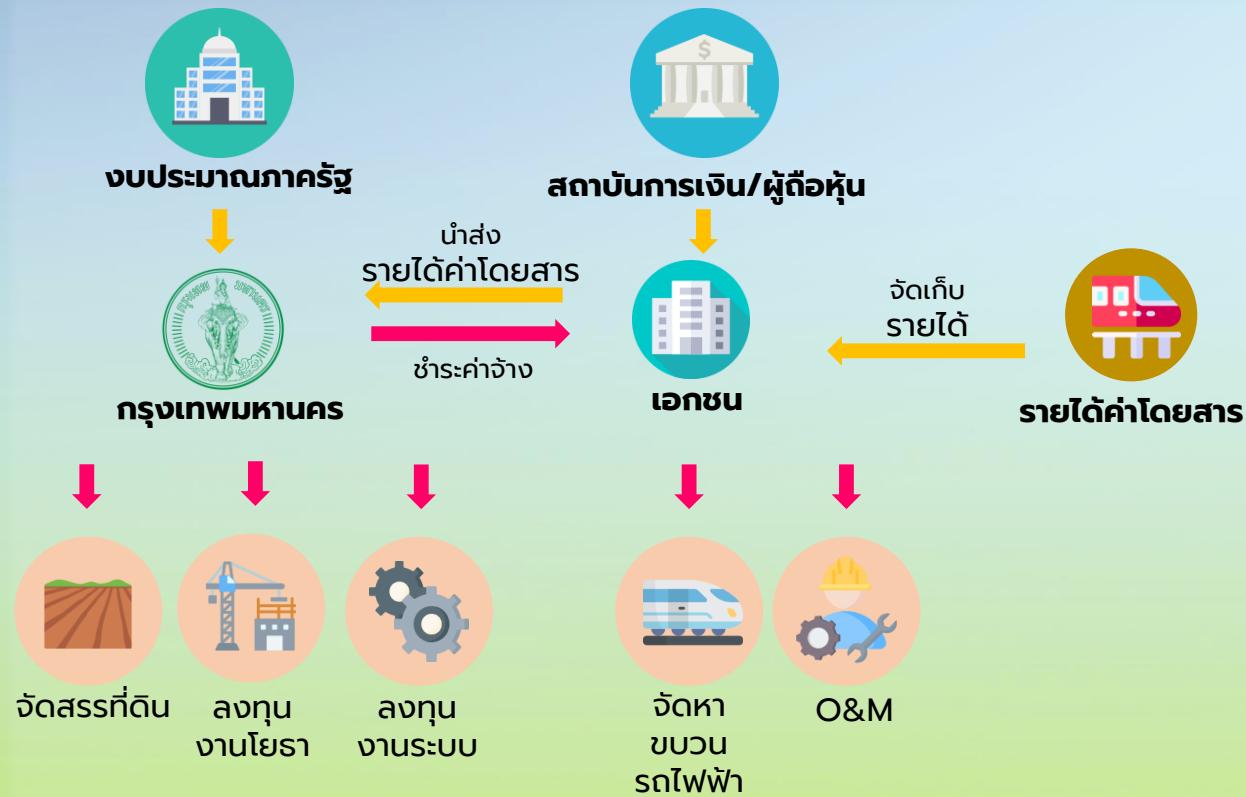 งบประมาณภาครัฐ
สถาบันการเงิน/ผู้ถือหุ้น
นำส่ง
รายได้ค่าโดยสาร
ชำระค่าจ้าง
จัดเก็บ
รายได้
กรุงเทพมหานคร
เอกชน
รายได้ค่าโดยสาร
จัดสรรที่ดิน
ลงทุน
งานโยธา
ลงทุน
งานระบบ
จัดหา
ขบวน
รถไฟฟ้า
O&M